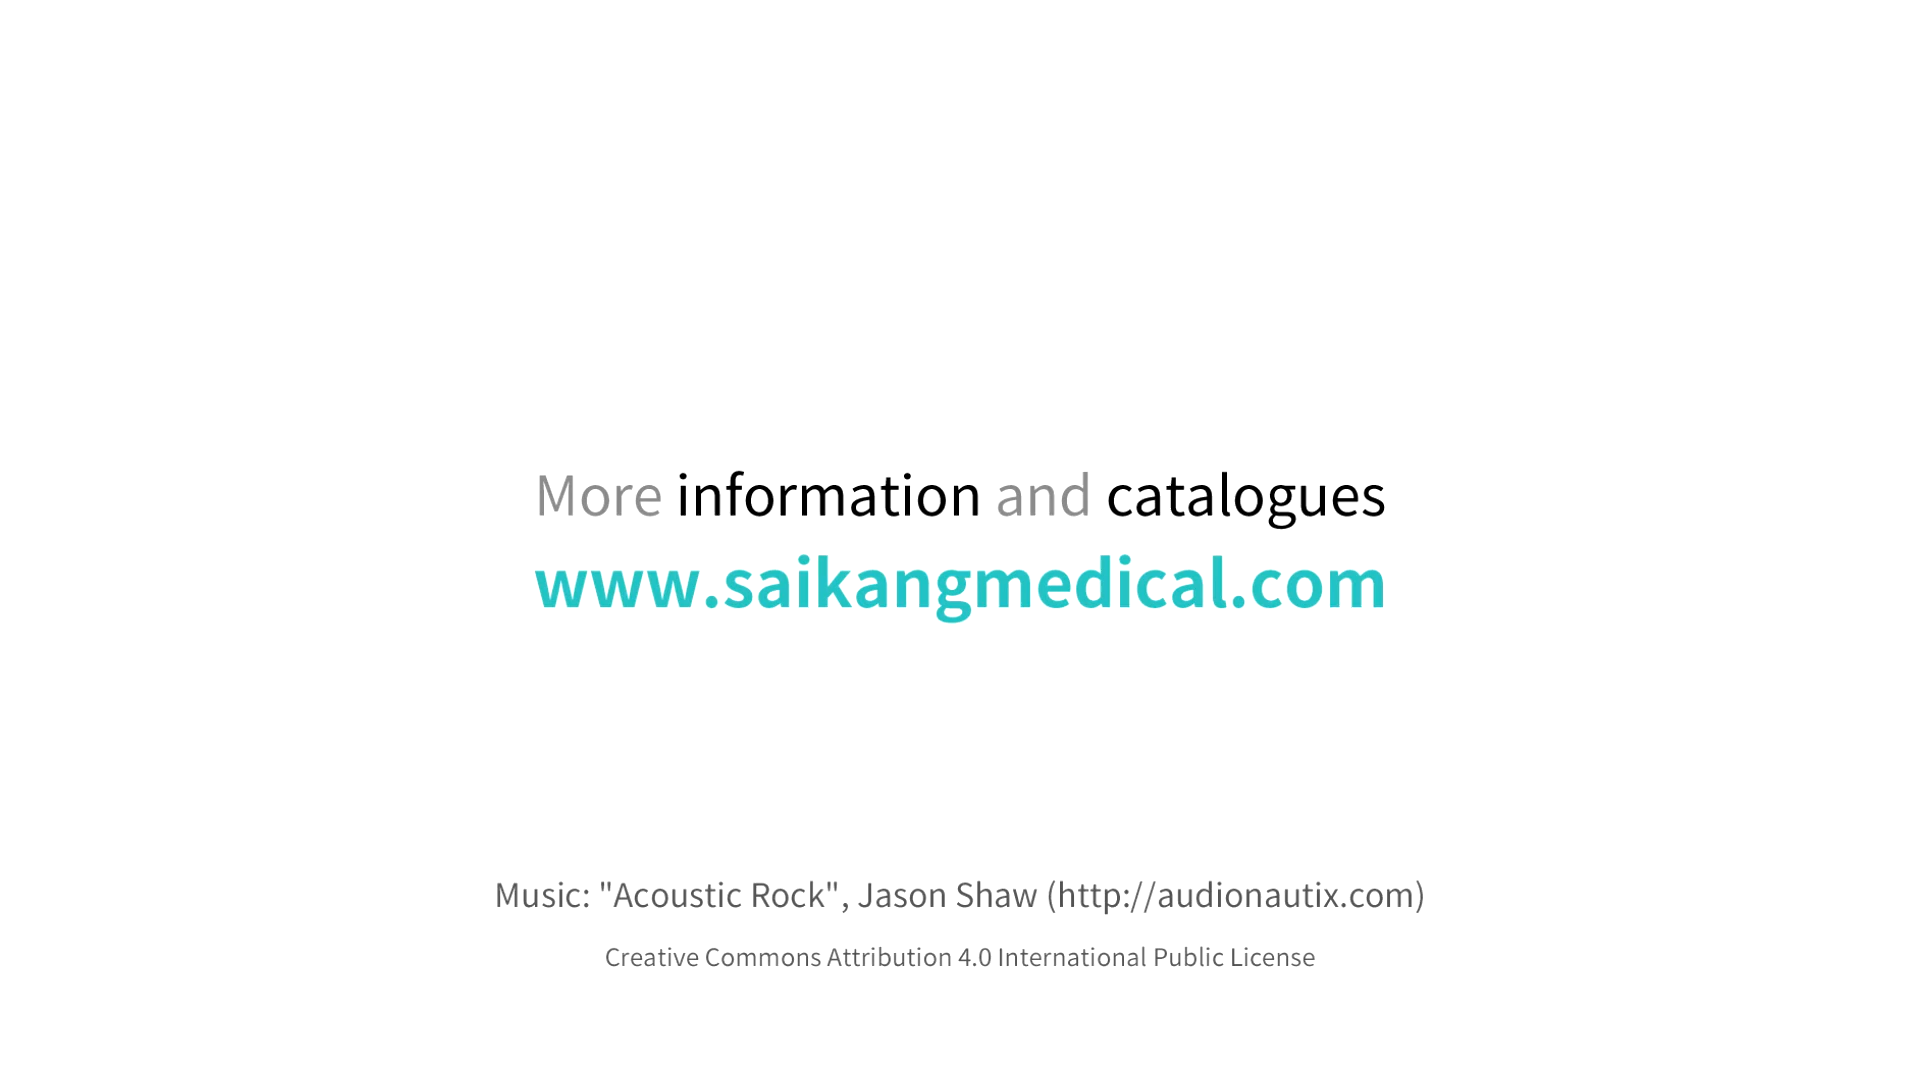 More information and catalogues
www.saikangmedical.com
Music: "Acoustic Rock", Jason Shaw (http://audionautix.com)
Creative Commons Attribution 4.0 International Public License